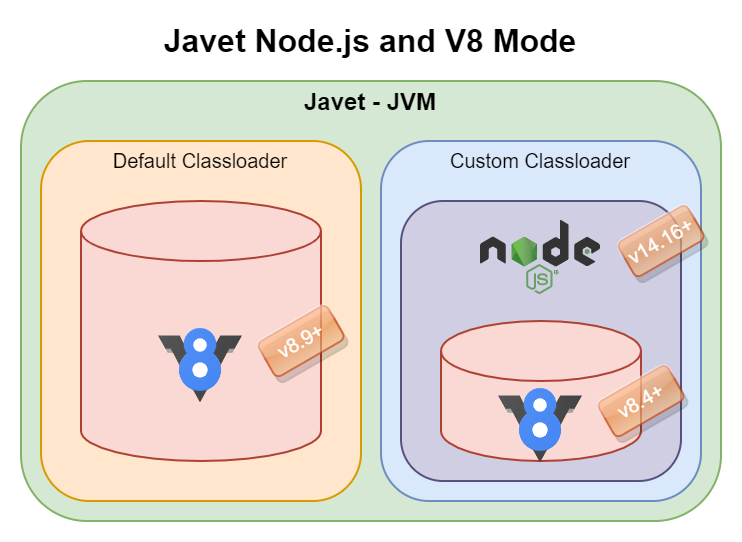 Javet Node.js and V8 Mode
Javet - JVM
Default Classloader
Custom Classloader
node
JS
v14.16+
v8.9+
v8.4+